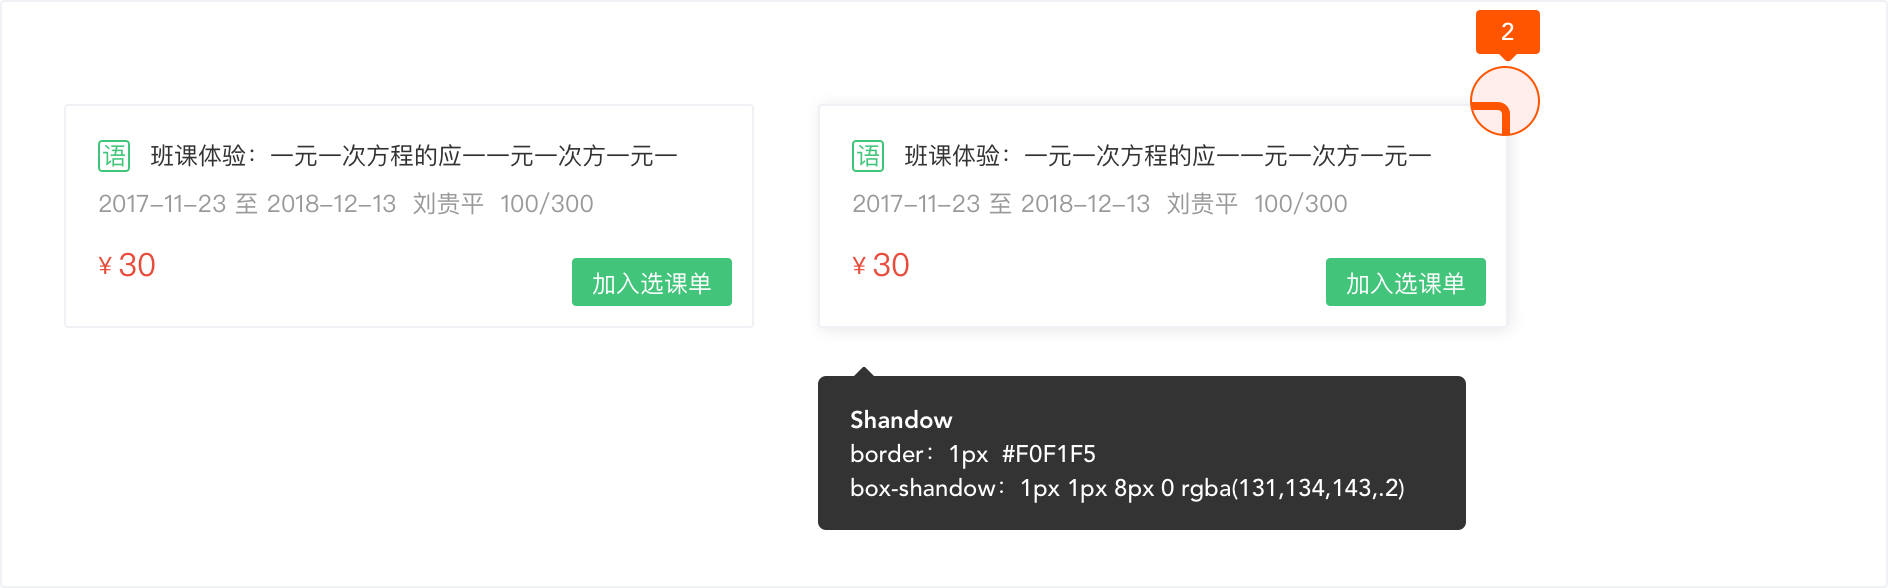 2
语 班课体验：一元一次方程的应一一元一次方一元一
2017-11-23 至 2018-12-13 刘贵平 100/300
¥ 30
加入选课单
语 班课体验：一元一次方程的应一一元一次方一元一
2017-11-23 至 2018-12-13 刘贵平 100/300
¥ 30
加入选课单
Shandow
border：1px #F0F1F5
box-shandow：1px 1px 8px 0 rgba(131,134,143,.2)